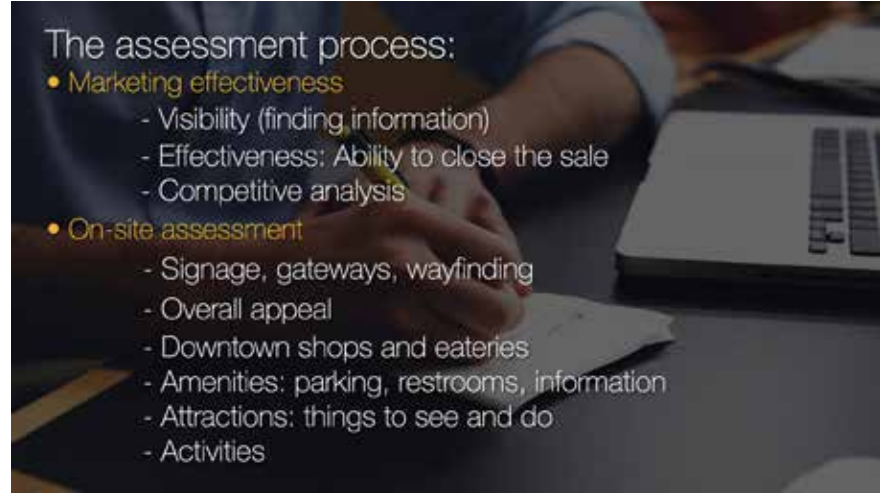 The assessment process:
• Marketing effectiveness
- Visibility (finding information)
- Effectiveness: Ability to close the sale
- Competitive analysis
• On-site assessment
- Signage, gateways, wayfinding
- Overall appeal
- Downtown shops and eateries
- Amenities: parking, restrooms, information
- Attractions: things to see and do
- Activities